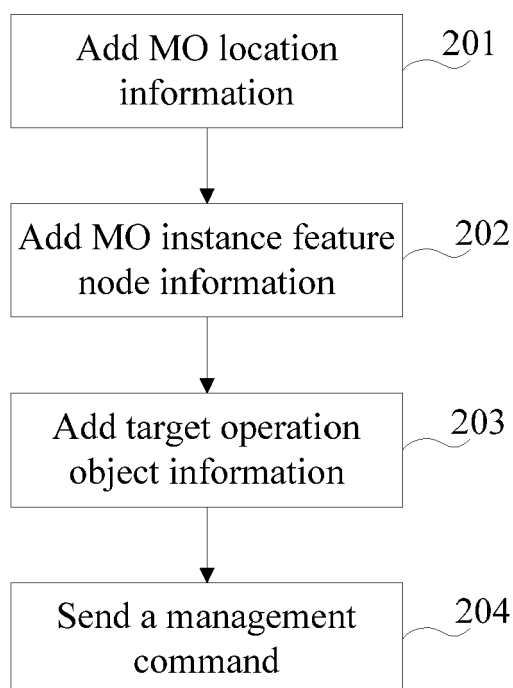 Add MO location
information
201
Add MO instance feature
node information
202
Add target operation
object information
203
Send a management
command
204